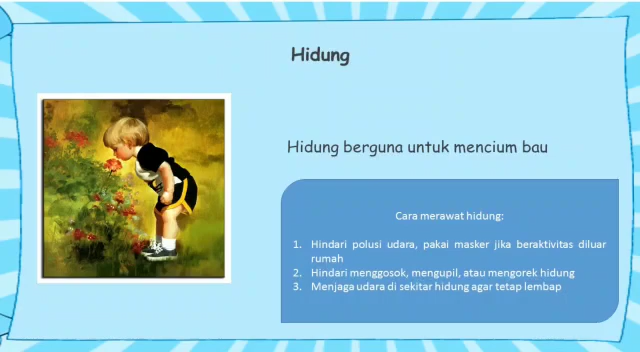 Hidung
Hidung berguna untuk mencium bau
Cara merawat hidung:
1. Hindari polusi udara, pakai masker jika beraktivitas diluar
rumah
2. Hindari menggosok, mengupil, atau mengorek hidung
3. Menjaga udara di sekitar hidung agar tetap lembap